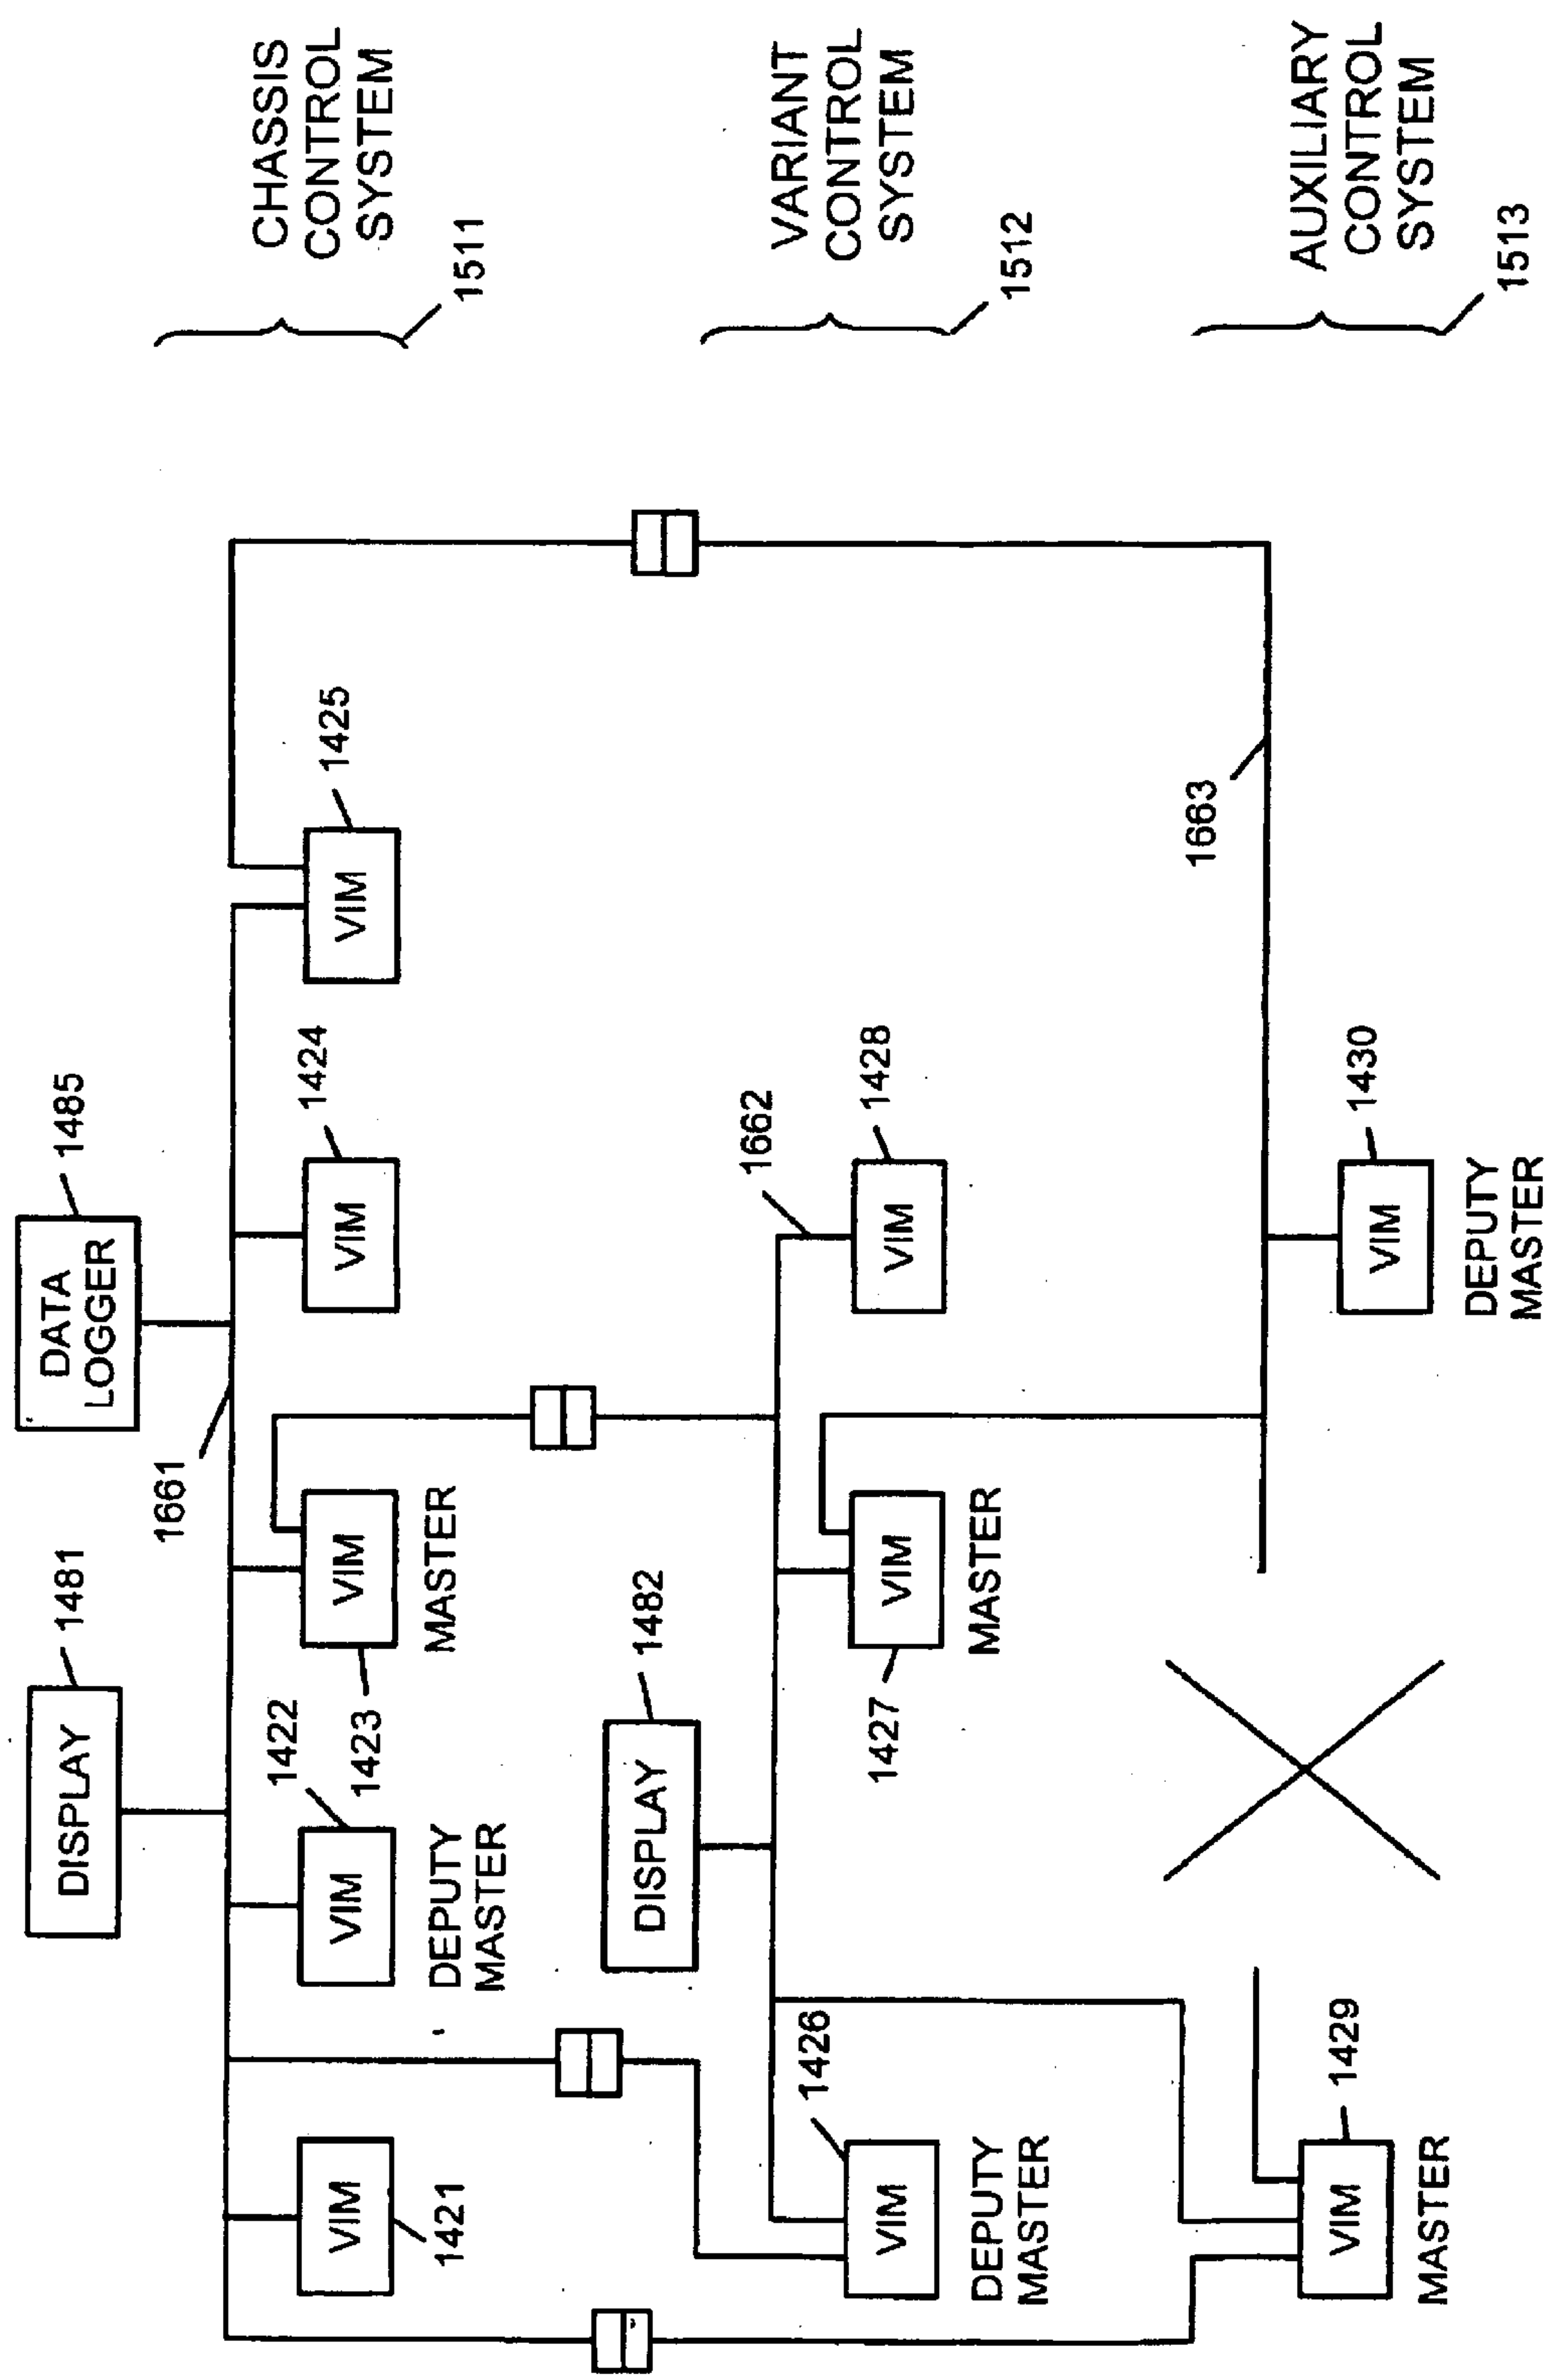 DISPLAY
1481
DATA
LOGGER
1485
1661
CHASSIS
CONTROL
SYSTEM
1511
VIM
1421
VIM
1422
DEPUTY
MASTER
VIM
1423
MASTER
VIM
1424
VIM
1425
DISPLAY
1482
1662
VARIANT
CONTROL
SYSTEM
1512
VIM
1426
DEPUTY
MASTER
VIM
1427
MASTER
VIM
1428
1663
AUXILIARY
CONTROL
SYSTEM
1513
VIM
1429
MASTER
VIM
1430
DEPUTY
MASTER